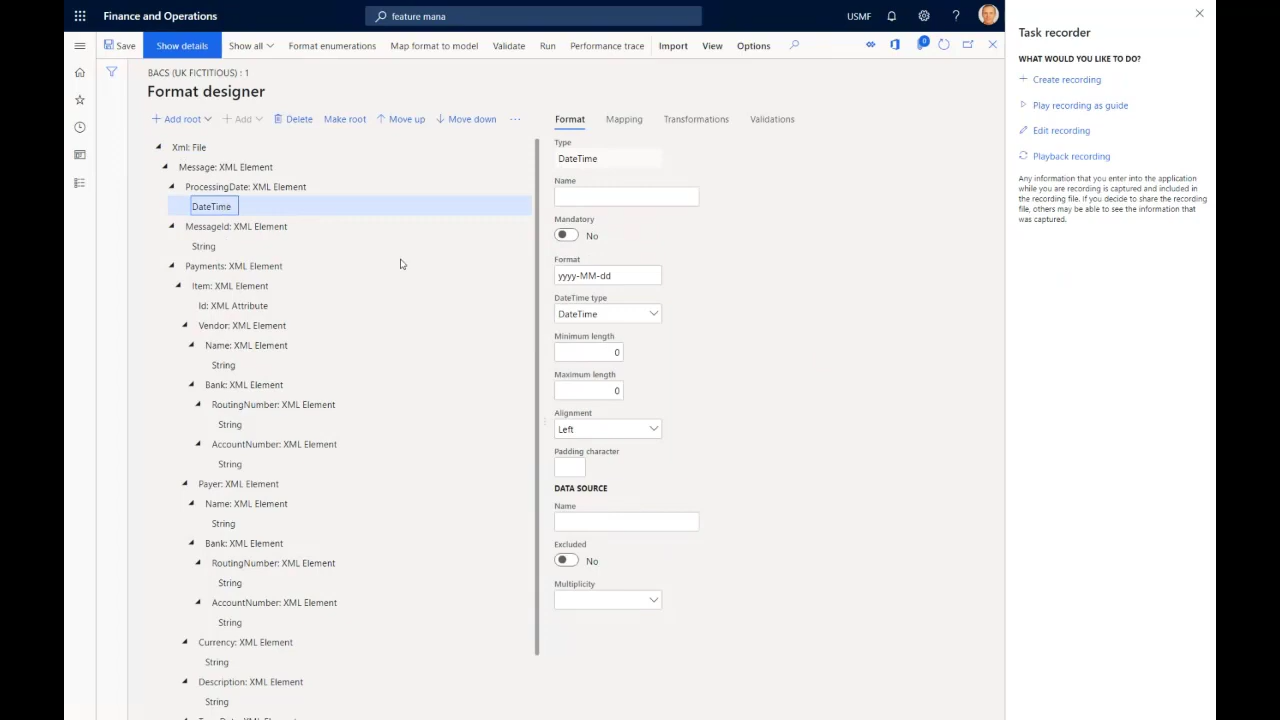 Finance and Operations
feature mana
USMF
?
Save
Show details
Show all
Format enumerations
Map format to model
Validate
Run
Performance trace
Import
View
Options
0
BACS (UK FICTITIOUS) : 1
Format designer
+ Add root
+ Add
Delete
Make root
Move up
Move down
...
Xml: File
Message: XML Element
ProcessingDate: XML Element
DateTime
MessageId: XML Element
String
Payments: XML Element
Item: XML Element
Id: XML Attribute
Vendor: XML Element
Name: XML Element
String
Bank: XML Element
RoutingNumber: XML Element
String
AccountNumber: XML Element
String
Payer: XML Element
Name: XML Element
String
Bank: XML Element
RoutingNumber: XML Element
String
AccountNumber: XML Element
String
Currency: XML Element
String
Description: XML Element
String
Format
Mapping
Transformations
Validations
Type
DateTime
Name
Mandatory
No
Format
yyyy-MM-dd
DateTime type
DateTime
Minimum length
0
Maximum length
0
Alignment
Left
Padding character
DATA SOURCE
Name
Excluded
No
Multiplicity
Task recorder
WHAT WOULD YOU LIKE TO DO?
+ Create recording
Play recording as guide
Edit recording
Playback recording
Any information that you enter into the application
while you are recording is captured and included in
the recording file. If you decide to share the recording
file, others may be able to see the information that
was captured.